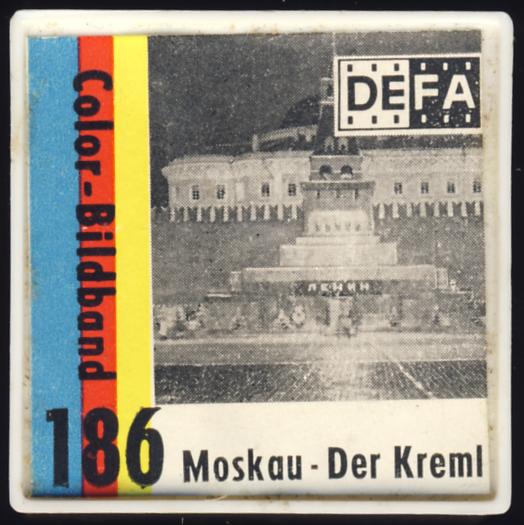 DEFA
Color-Bildband
ЛЕНИН
186
Moskau - Der Kreml